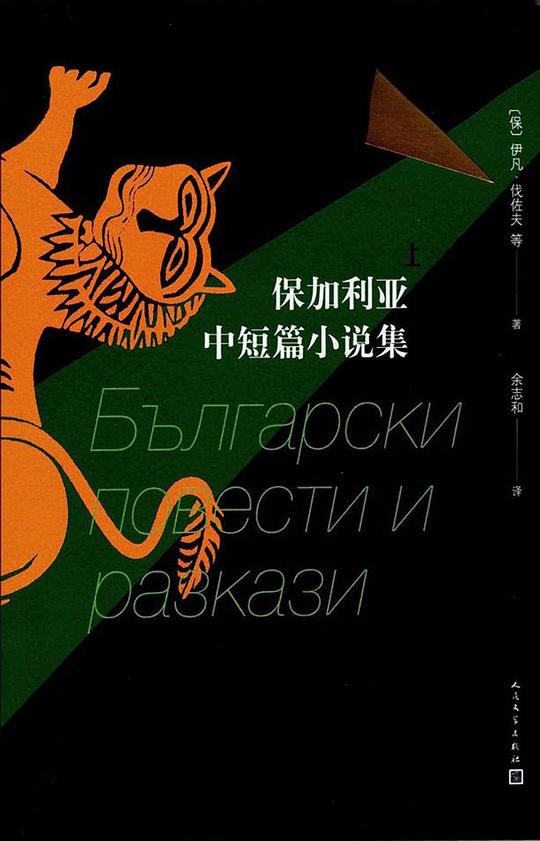 上
保加利亚
中短篇小说集
Български
повести и
разкази
〔保〕伊凡·伐佐夫 等
著
余志和
译
人民文学出版社